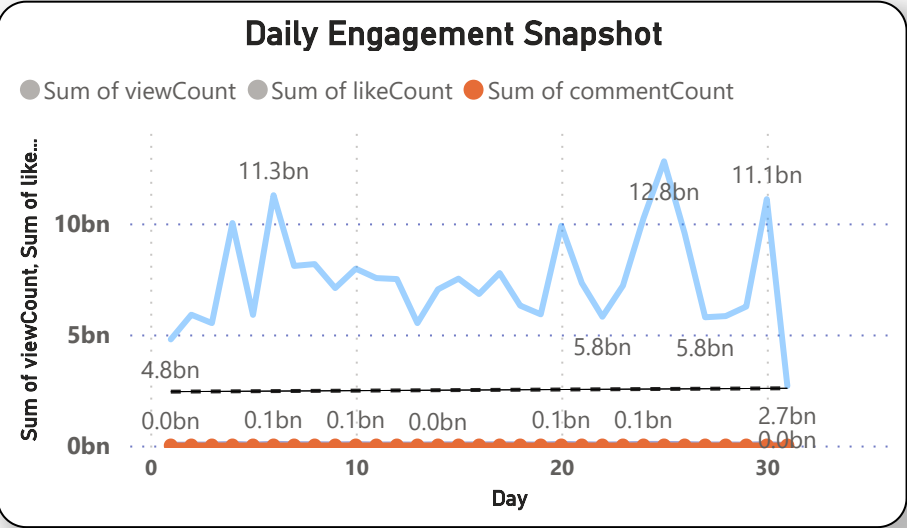 Daily Engagement Snapshot
Sum of viewCount Sum of likeCount Sum of commentCount
Sum of viewCount, Sum of like...
11.3bn
12.8bn
11.1bn
10bn
5bn
5.8bn
5.8bn
4.8bn
0.0bn
0.1bn
0.1bn
0.0bn
0.1bn
0.1bn
2.7bn
0.0bn
0bn
0 10 20 30
Day